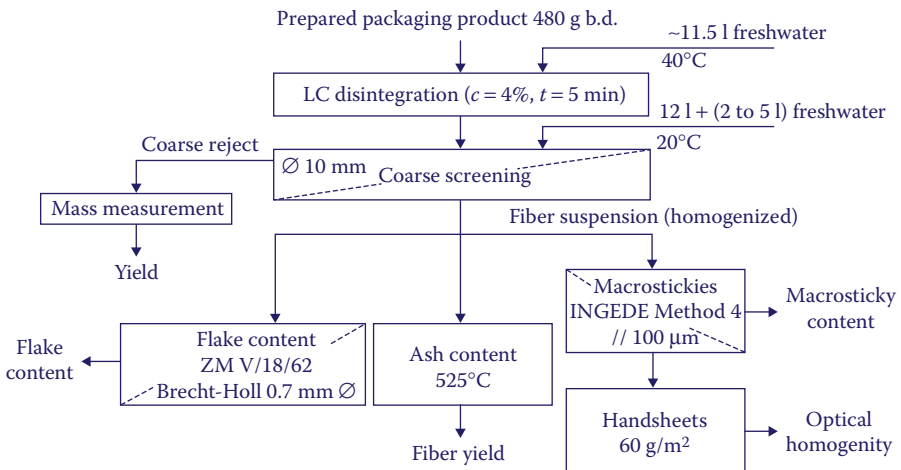 Prepared packaging product 480 g b.d.
~11.5 l freshwater
40°C
LC disintegration (c = 4%, t = 5 min)
12 l + (2 to 5 l) freshwater
20°C
Coarse reject
∅ 10 mm
Coarse screening
Mass measurement
Yield
Fiber suspension (homogenized)
Macrostickies
INGEDE Method 4
// 100 μm
Macrosticky
content
Flake
content
Flake content
ZM V/18/62
Brecht-Holl 0.7 mm ∅
Ash content
525°C
Fiber yield
Handsheets
60 g/m²
Optical
homogenity